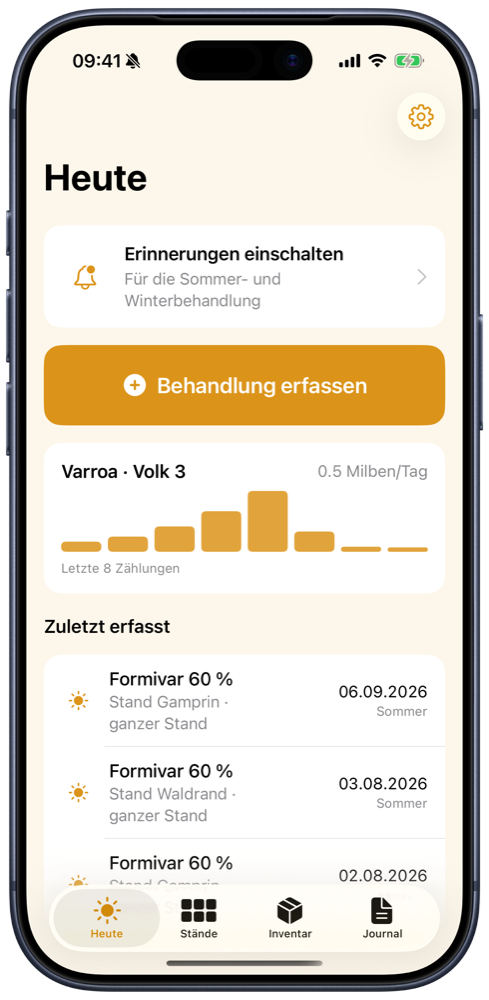 09:41
Heute
Erinnerungen einschalten
Für die Sommer- und
Winterbehandlung
Behandlung erfassen
Varroa · Volk 3
0.5 Milben/Tag
Letzte 8 Zählungen
Zuletzt erfasst
Formivar 60 %
Stand Gamprin ·
ganzer Stand
06.09.2026
Sommer
Formivar 60 %
Stand Waldrand ·
ganzer Stand
03.08.2026
Sommer
Formivar 60 %
Stand Gamprin
02.08.2026
Heute
Stände
Inventar
Journal